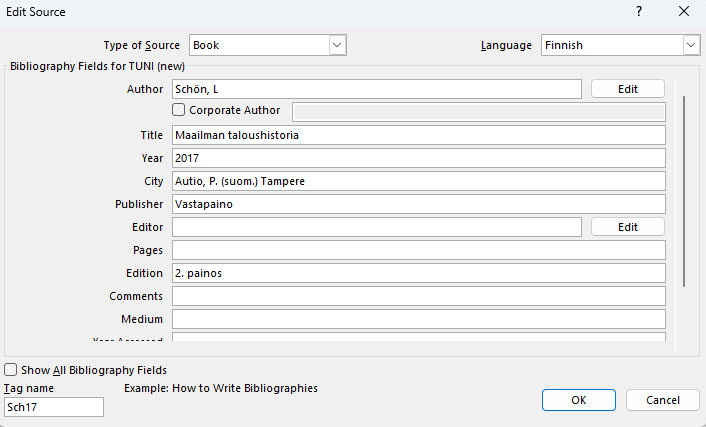 Edit Source
? ×
Type of Source Book Language Finnish
Bibliography Fields for TUNI (new)
Author Schön, L Edit
Corporate Author
Title Maailman taloushistoria
Year 2017
City Autio, P. (suom.) Tampere
Publisher Vastapaino
Editor Edit
Pages
Edition 2. painos
Comments
Medium
Year Accessed
Show All Bibliography Fields
Tag name Example: How to Write Bibliographies
Sch17 OK Cancel